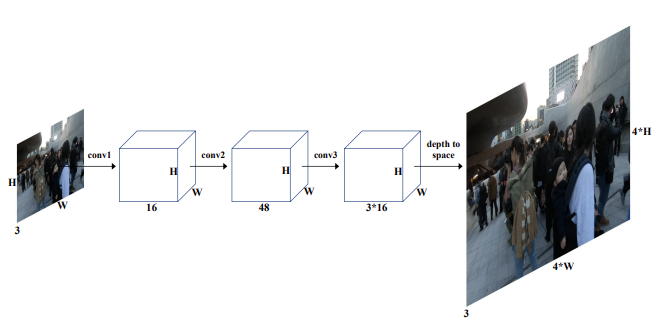 H
W
3
conv1
H
W
16
conv2
H
W
48
conv3
H
W
3*16
depth to
space
4*H
4*W
3